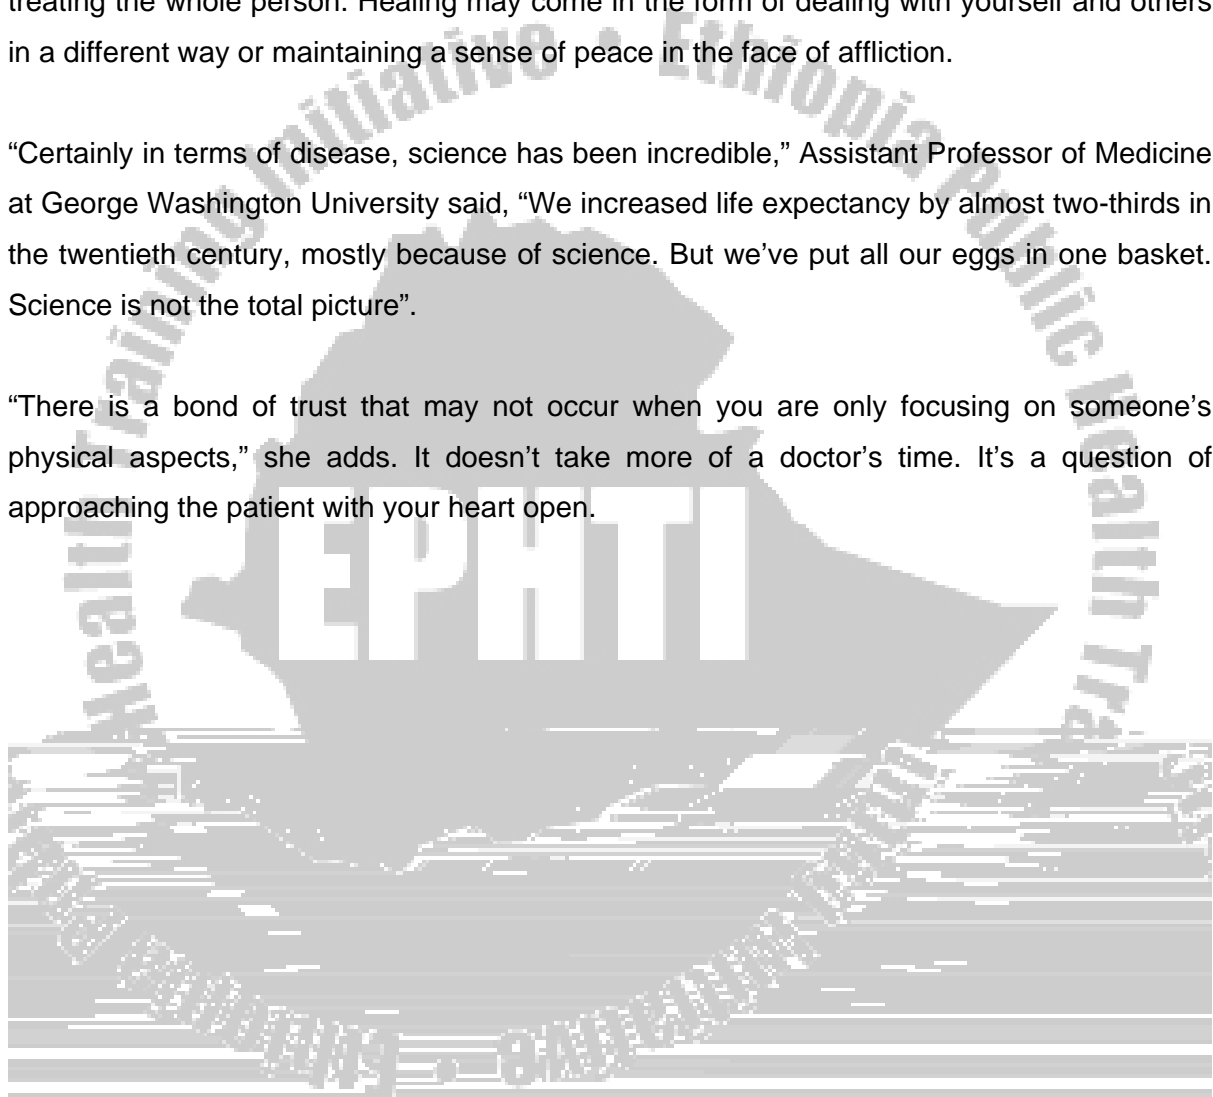 treating the whole person. Healing may come in the form of dealing with yourself and others
in a different way or maintaining a sense of peace in the face of affliction.
“Certainly in terms of disease, science has been incredible,” Assistant Professor of Medicine
at George Washington University said, “We increased life expectancy by almost two-thirds in
the twentieth century, mostly because of science. But we’ve put all our eggs in one basket.
Science is not the total picture”.
“There is a bond of trust that may not occur when you are only focusing on someone’s
physical aspects,” she adds. It doesn’t take more of a doctor’s time. It’s a question of
approaching the patient with your heart open.
EPHTI
Health Training Initiative • Ethiopia Public Health